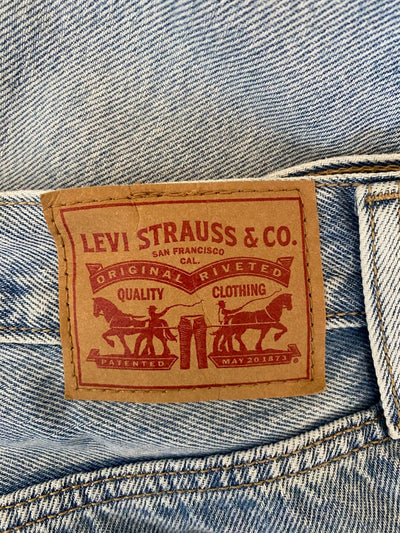 LEVI STRAUSS & CO.
SAN FRANCISCO
CAL.
ORIGINAL RIVETED
QUALITY CLOTHING
PATENTED MAY 20 1873 ®